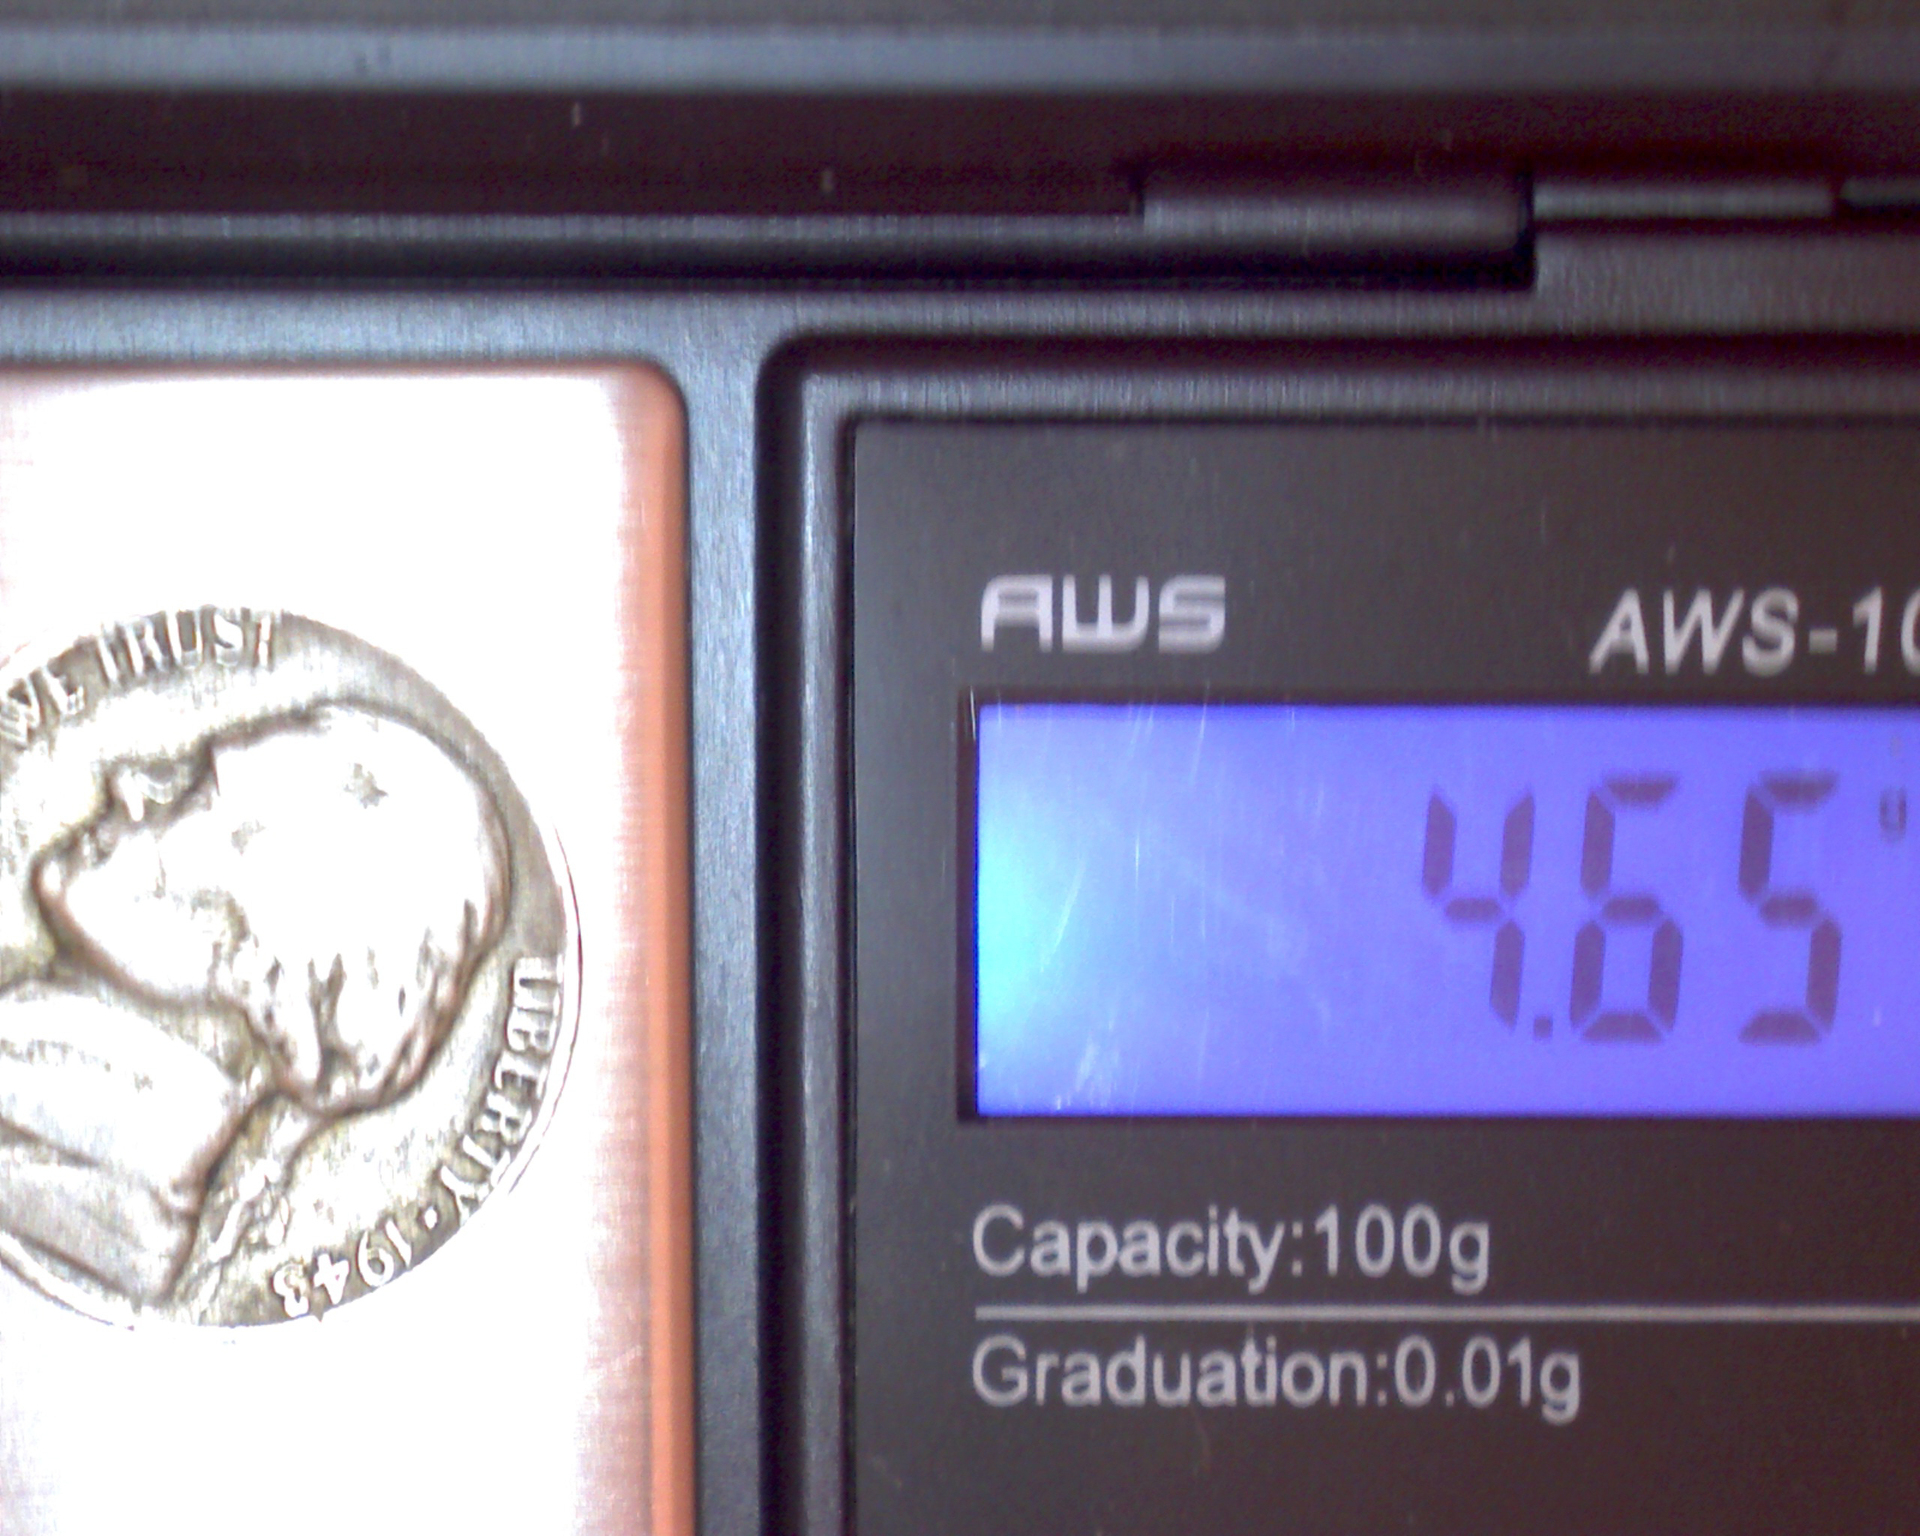 WE TRUST
LIBERTY · 1943
AWS
AWS-10
4.65 g
Capacity:100g
Graduation:0.01g